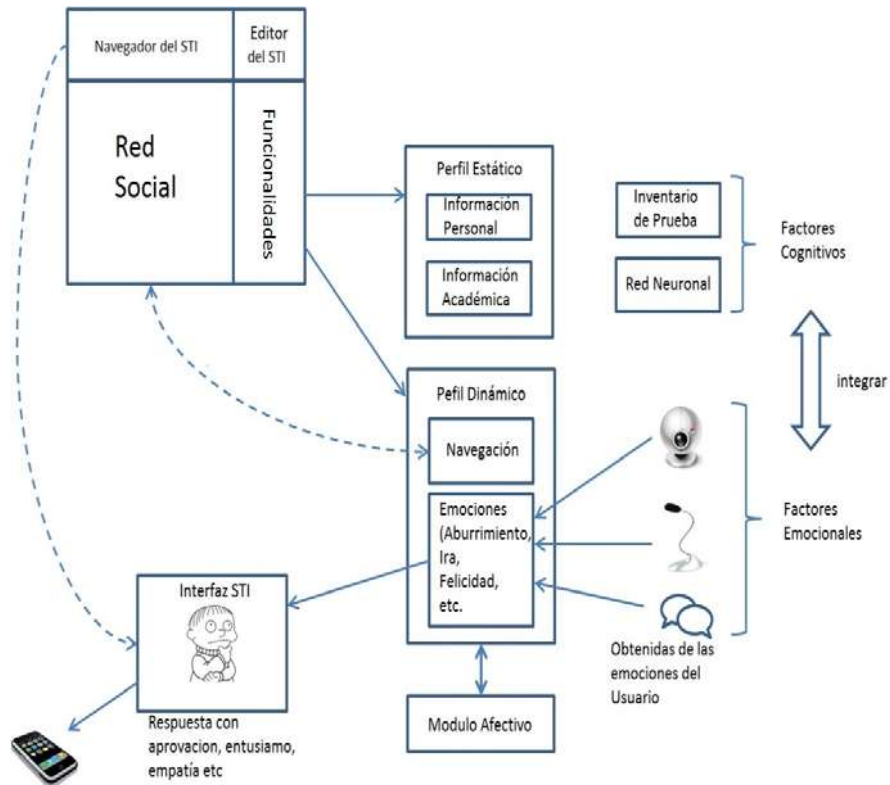 Navegador del STI
Editor
del STI
Red
Social
Funcionalidades
Perfil Estático
Información
Personal
Información
Académica
Inventario
de Prueba
Red Neuronal
Factores
Cognitivos
integrar
Pefil Dinámico
Navegación
Emociones
(Aburrimiento,
Ira,
Felicidad,
etc.
Factores
Emocionales
Obtenidas de las
emociones del
Usuario
Interfaz STI
Respuesta con
aprovacion, entusiamo,
empatía etc
Modulo Afectivo